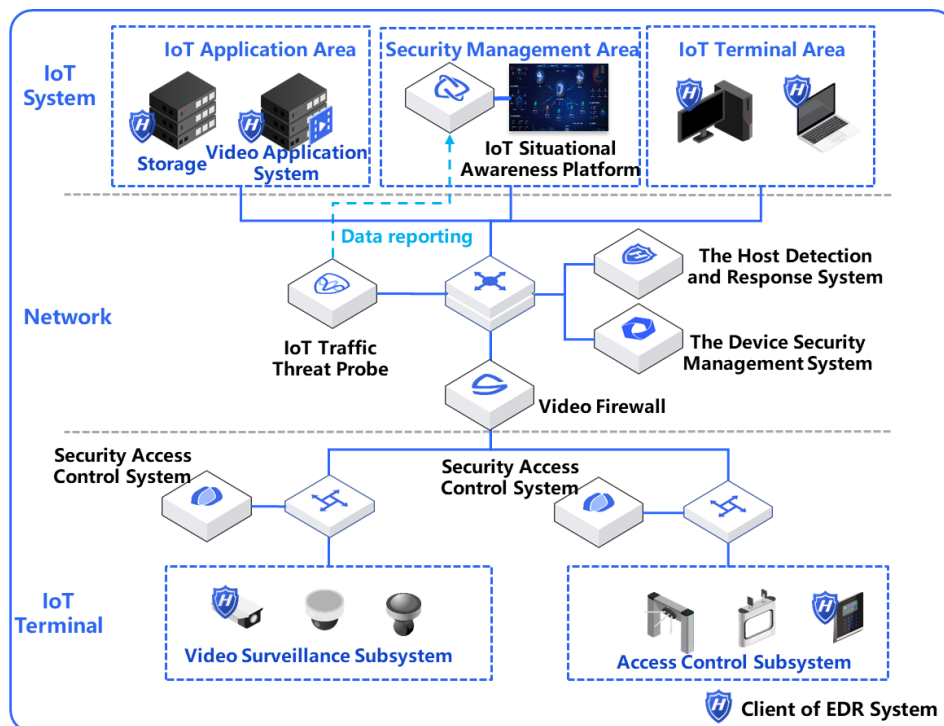 IoT Application Area
Security Management Area
IoT Terminal Area
IoT
System
H
H
H
H
Storage
Video Application
System
IoT Situational
Awareness Platform
Data reporting
The Host Detection
and Response System
H
Network
IoT Traffic
Threat Probe
The Device Security
Management System
Video Firewall
Security Access
Control System
Security Access
Control System
IoT
Terminal
H
H
Video Surveillance Subsystem
Access Control Subsystem
H
Client of EDR System